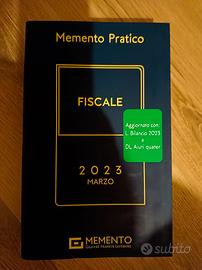 Memento Pratico
FISCALE
Aggiornato con:
L. Bilancio 2023
e
DL Aiuti quater
2023
MARZO
MEMENTO
subito